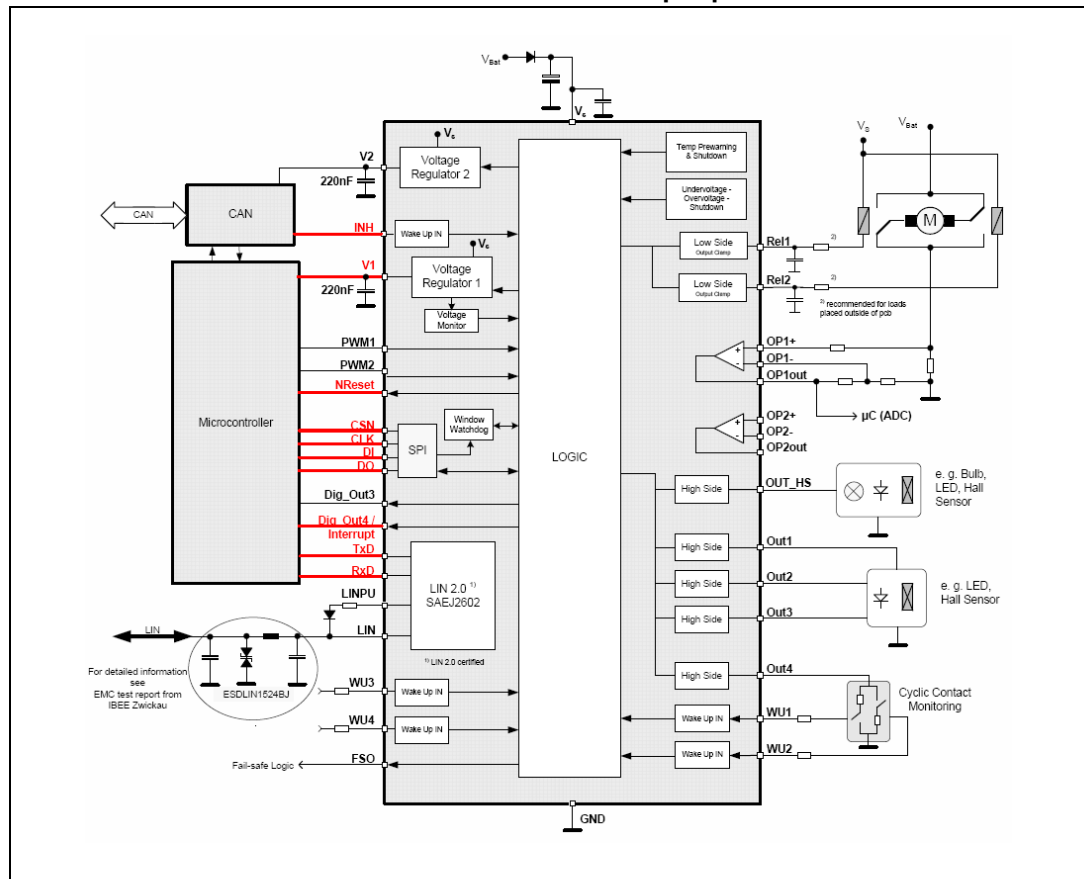 V_Bat
V_s
V2
220nF
V_s
Voltage
Regulator 2
CAN
CAN
INH
Wake Up IN
V_s
V1
220nF
Voltage
Regulator 1
Voltage
Monitor
PWM1
PWM2
NReset
Microcontroller
CSN
CLK
DI
DO
SPI
Window
Watchdog
Dig_Out3
Dig_Out4 /
Interrupt
TxD
RxD
LIN 2.0 1)
SAEJ2602
1) LIN 2.0 certified
LINPU
LIN
LIN
ESDLIN1524BJ
For detailed information
see
EMC test report from
IBEE Zwickau
WU3
Wake Up IN
WU4
Wake Up IN
Fail-safe Logic
FSO
LOGIC
GND
Temp Prewarning
& Shutdown
Undervoltage -
Overvoltage -
Shutdown
Low Side
Output Clamp
Rel1
2)
Low Side
Output Clamp
Rel2
2)
2) recommended for loads
placed outside of pcb
V_S
V_Bat
M
+
-
OP1+
OP1-
OP1out
µC (ADC)
+
-
OP2+
OP2-
OP2out
High Side
OUT_HS
e. g. Bulb,
LED, Hall
Sensor
High Side
Out1
High Side
Out2
High Side
Out3
e. g. LED,
Hall Sensor
High Side
Out4
Wake Up IN
WU1
Wake Up IN
WU2
Cyclic Contact
Monitoring